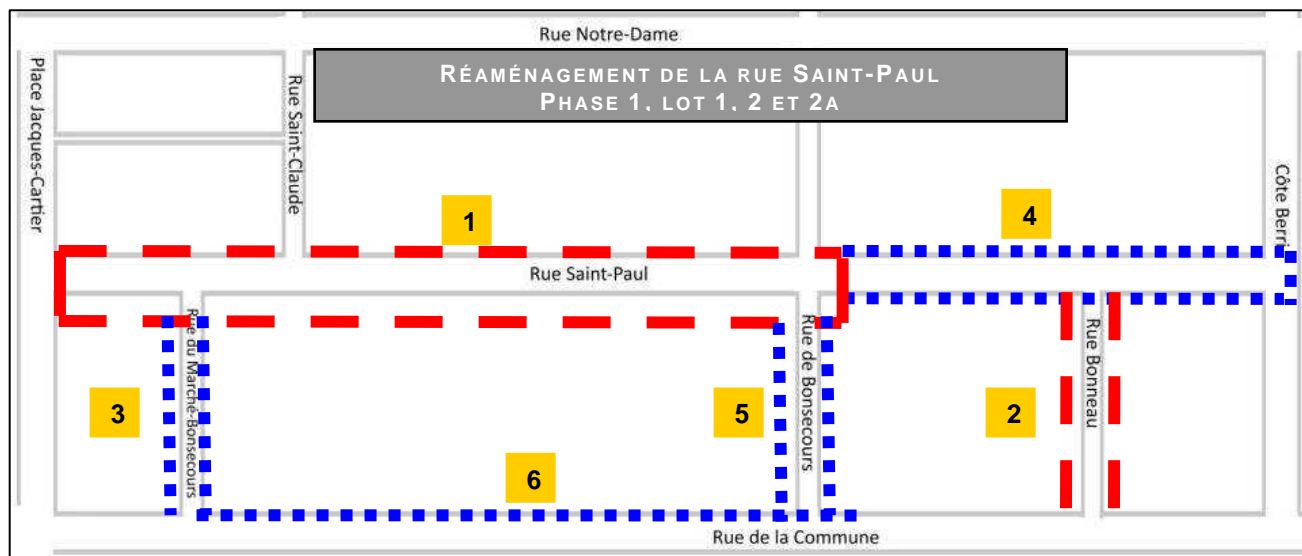 Rue Notre-Dame
RÉAMÉNAGEMENT DE LA RUE SAINT-PAUL
PHASE 1, LOT 1, 2 ET 2A
Place Jacques-Cartier
Rue Saint-Claude
Côte Berri
1
4
Rue Saint-Paul
Rue du Marché-Bonsecours
Rue de Bonsecours
Rue Bonneau
3
5
2
6
Rue de la Commune